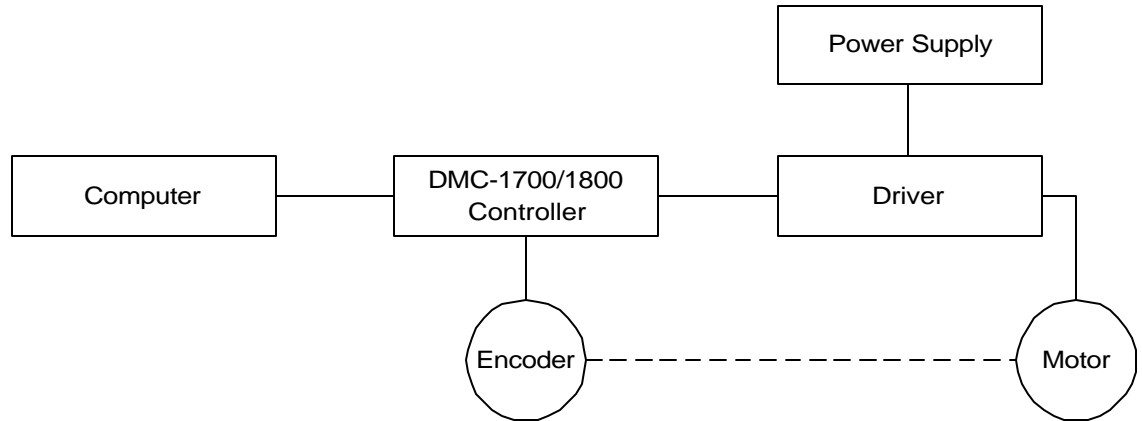 Power Supply
Computer
DMC-1700/1800
Controller
Driver
Encoder
Motor